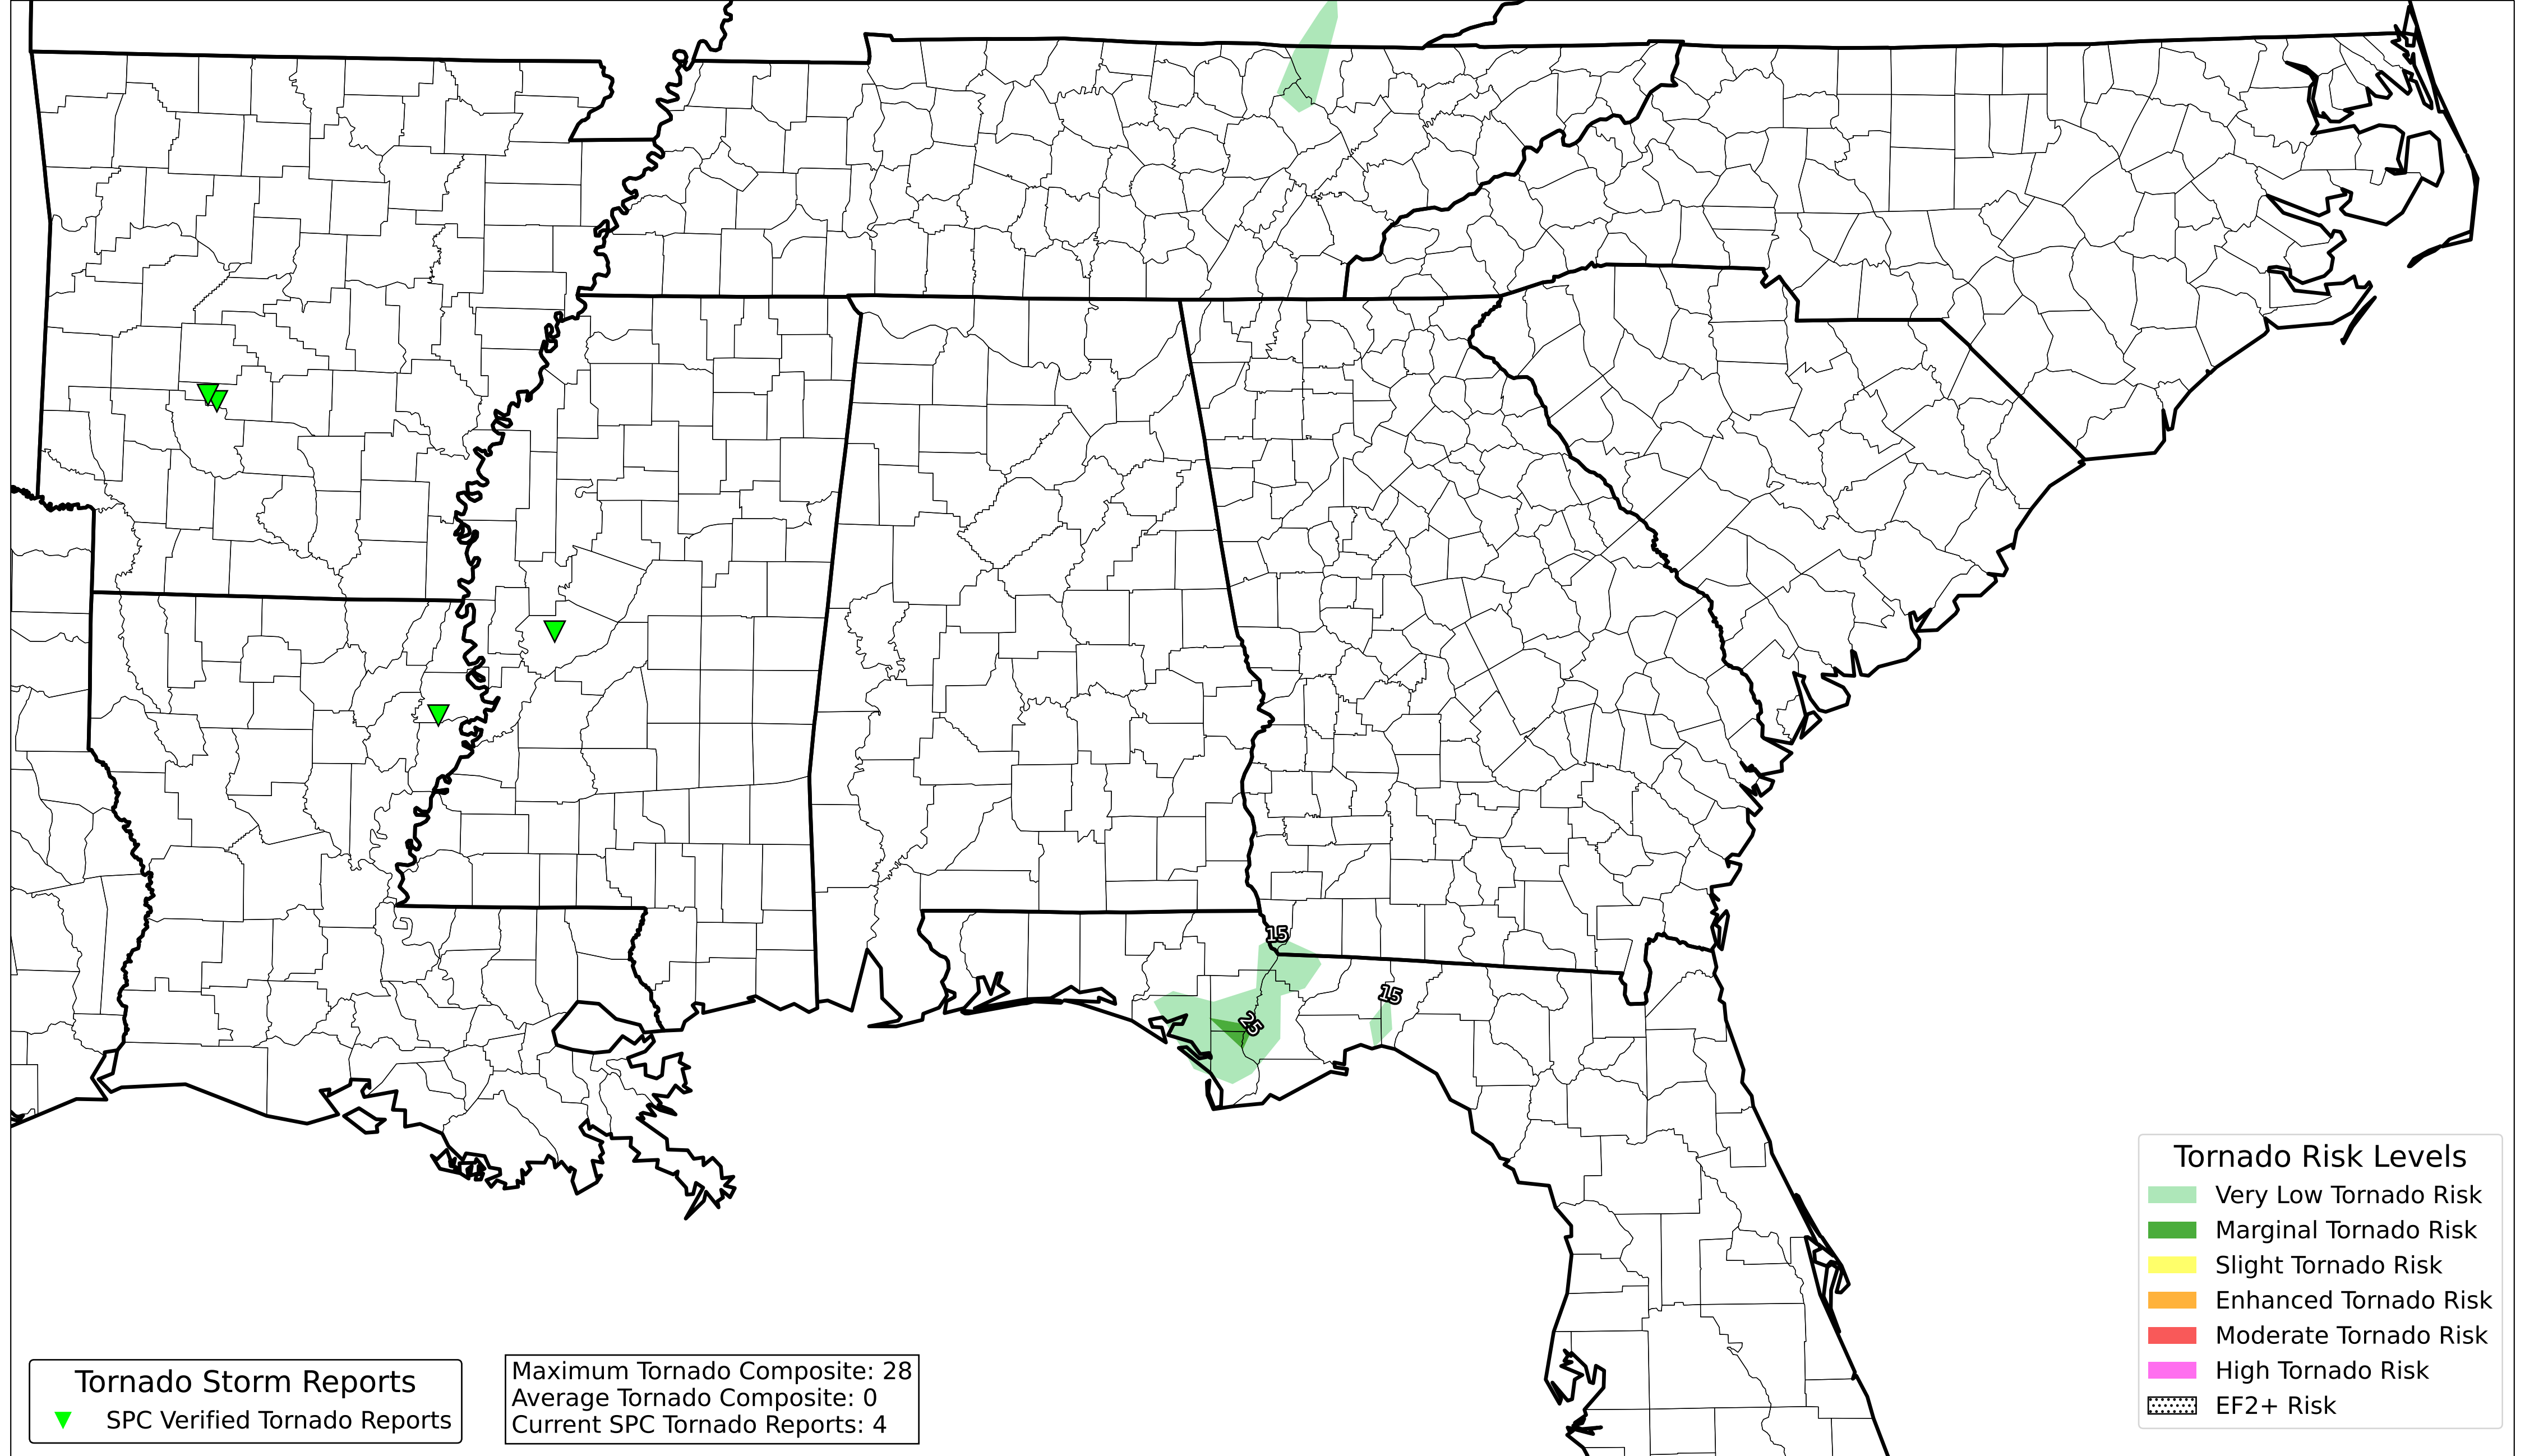 15
15
25
Tornado Risk Levels
Very Low Tornado Risk
Marginal Tornado Risk
Slight Tornado Risk
Enhanced Tornado Risk
Moderate Tornado Risk
High Tornado Risk
EF2+ Risk
Tornado Storm Reports
SPC Verified Tornado Reports
Maximum Tornado Composite: 28
Average Tornado Composite: 0
Current SPC Tornado Reports: 4